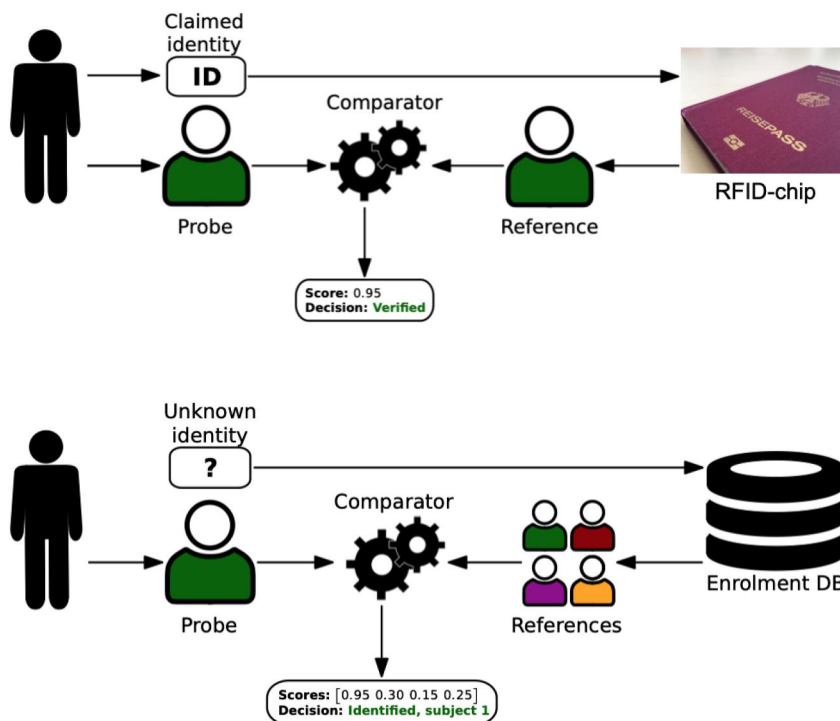 Claimed
identity
ID
Comparator
REISEPASS
RFID-chip
Probe
Reference
Score: 0.95
Decision: Verified
Unknown
identity
?
Comparator
Enrolment DB
Probe
References
Scores: [0.95 0.30 0.15 0.25]
Decision: Identified, subject 1